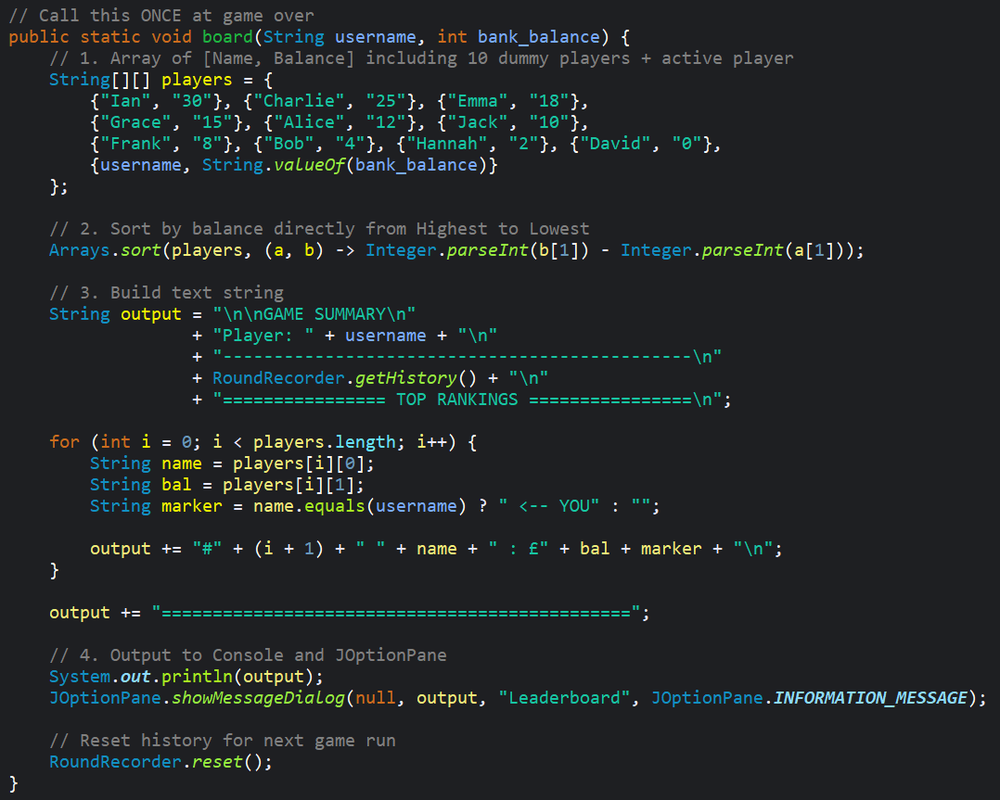 // Call this ONCE at game over
public static void board(String username, int bank_balance) {
    // 1. Array of [Name, Balance] including 10 dummy players + active player
    String[][] players = {
        {"Ian", "30"}, {"Charlie", "25"}, {"Emma", "18"},
        {"Grace", "15"}, {"Alice", "12"}, {"Jack", "10"},
        {"Frank", "8"}, {"Bob", "4"}, {"Hannah", "2"}, {"David", "0"},
        {username, String.valueOf(bank_balance)}
    };

    // 2. Sort by balance directly from Highest to Lowest
    Arrays.sort(players, (a, b) -> Integer.parseInt(b[1]) - Integer.parseInt(a[1]));

    // 3. Build text string
    String output = "\n\nGAME SUMMARY\n"
                  + "Player: " + username + "\n"
                  + "----------------------------------------------\n"
                  + RoundRecorder.getHistory() + "\n"
                  + "================ TOP RANKINGS ================\n";

    for (int i = 0; i < players.length; i++) {
        String name = players[i][0];
        String bal = players[i][1];
        String marker = name.equals(username) ? " <-- YOU" : "";

        output += "#" + (i + 1) + " " + name + " : £" + bal + marker + "\n";
    }

    output += "==============================================";

    // 4. Output to Console and JOptionPane
    System.out.println(output);
    JOptionPane.showMessageDialog(null, output, "Leaderboard", JOptionPane.INFORMATION_MESSAGE);

    // Reset history for next game run
    RoundRecorder.reset();
}